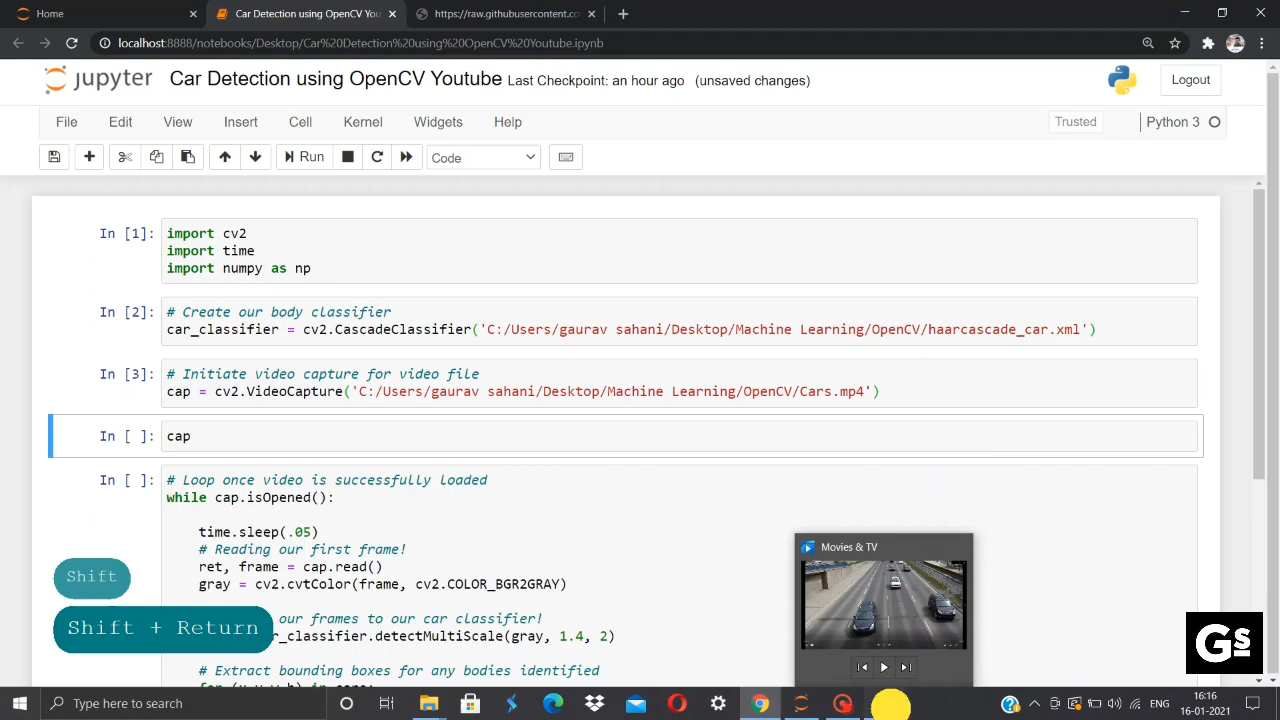 Home
Car Detection using OpenCV You
https://raw.githubusercontent.co
localhost:8888/notebooks/Desktop/Car%20Detection%20using%20OpenCV%20Youtube.ipynb
jupyter Car Detection using OpenCV Youtube Last Checkpoint: an hour ago (unsaved changes)
Logout
File Edit View Insert Cell Kernel Widgets Help
Trusted
Python 3
Run
Code
In [1]: import cv2
import time
import numpy as np
In [2]: # Create our body classifier
car_classifier = cv2.CascadeClassifier('C:/Users/gaurav sahani/Desktop/Machine Learning/OpenCV/haarcascade_car.xml')
In [3]: # Initiate video capture for video file
cap = cv2.VideoCapture('C:/Users/gaurav sahani/Desktop/Machine Learning/OpenCV/Cars.mp4')
In [ ]: cap
In [ ]: # Loop once video is successfully loaded
while cap.isOpened():
time.sleep(.05)
# Reading our first frame!
ret, frame = cap.read()
gray = cv2.cvtColor(frame, cv2.COLOR_BGR2GRAY)
our frames to our car classifier!
r_classifier.detectMultiScale(gray, 1.4, 2)
# Extract bounding boxes for any bodies identified
Movies & TV
Shift
Shift + Return
Gs
Type here to search
ENG
16:16
16-01-2021